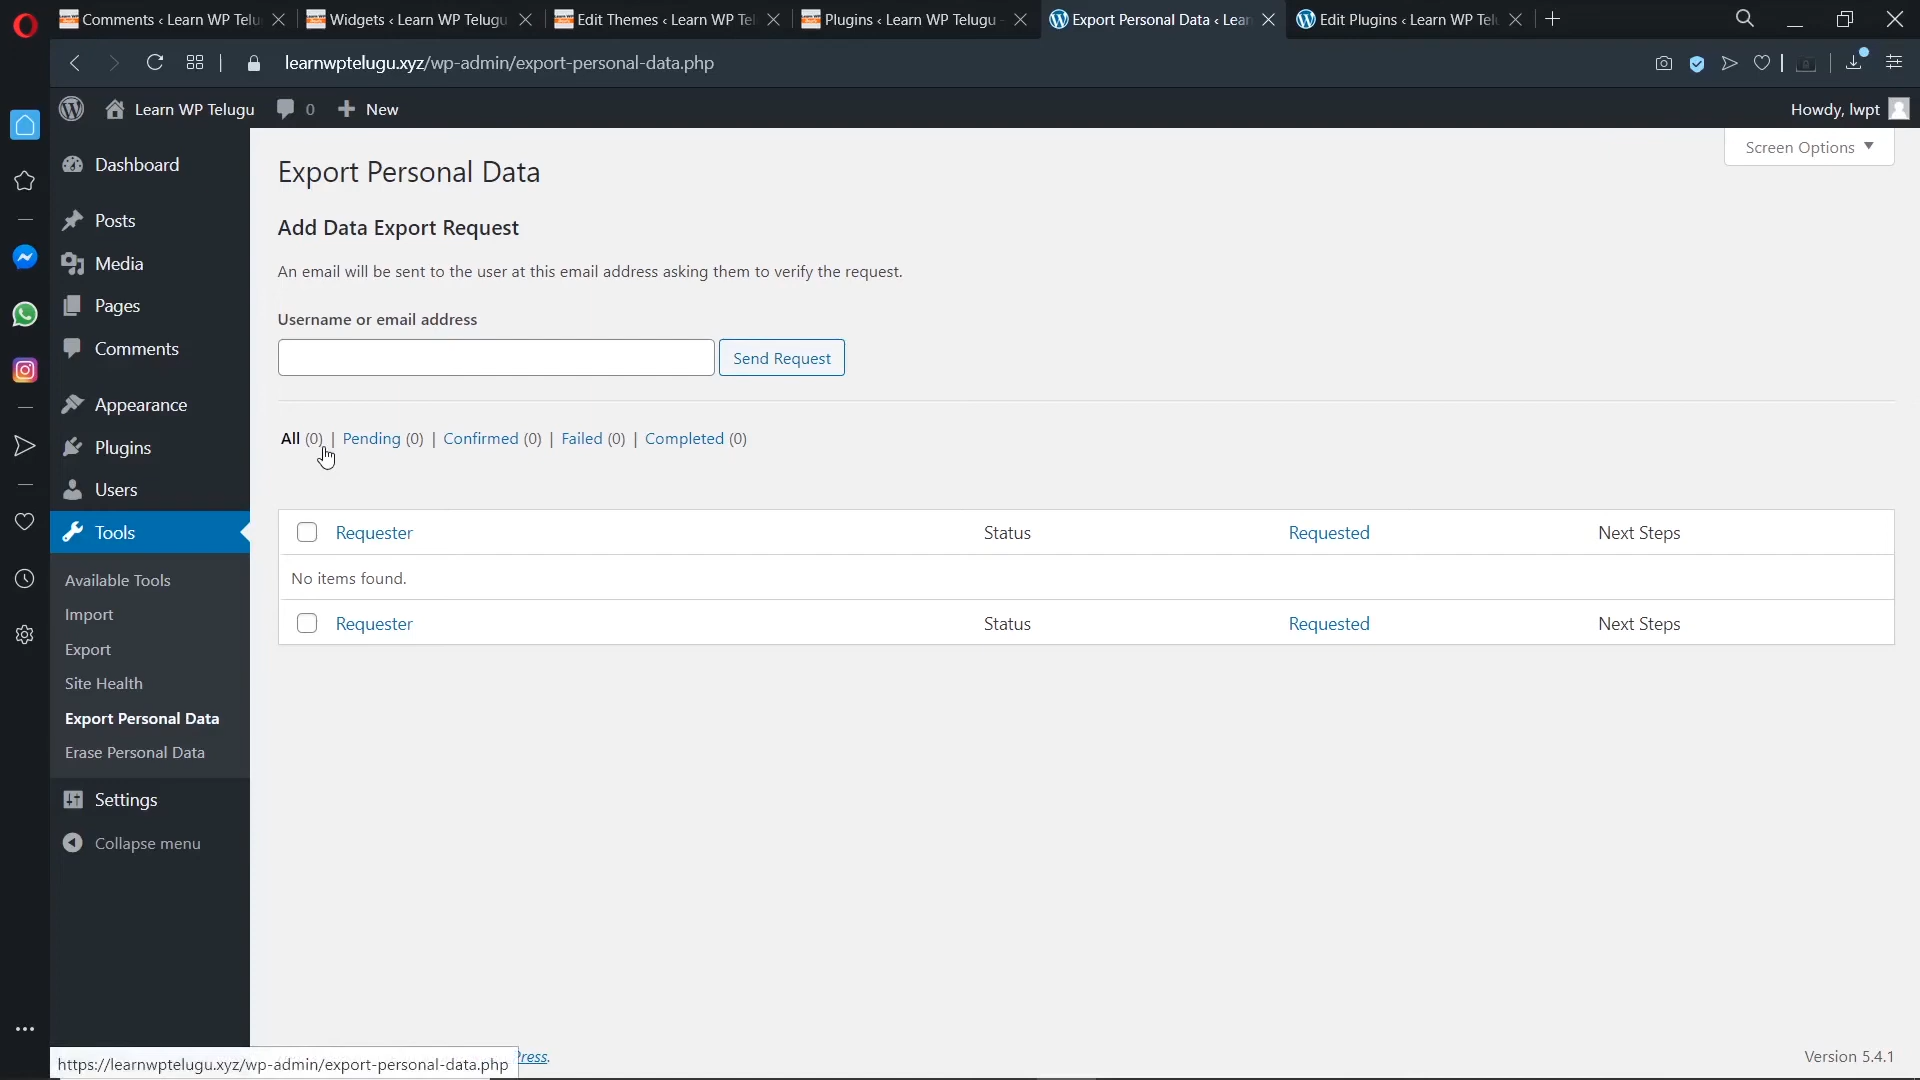 Comments ‹ Learn WP Telu
Widgets ‹ Learn WP Telugu
Edit Themes ‹ Learn WP Tel
Plugins ‹ Learn WP Telugu -
Export Personal Data ‹ Lear
Edit Plugins ‹ Learn WP Telu
learnwptelugu.xyz/wp-admin/export-personal-data.php
Learn WP Telugu
0
New
Howdy, lwpt
Screen Options
Dashboard
Posts
Media
Pages
Comments
Appearance
Plugins
Users
Tools
Available Tools
Import
Export
Site Health
Export Personal Data
Erase Personal Data
Settings
Collapse menu
Export Personal Data
Add Data Export Request
An email will be sent to the user at this email address asking them to verify the request.
Username or email address
Send Request
All (0) | Pending (0) | Confirmed (0) | Failed (0) | Completed (0)
Requester Status Requested Next Steps
No items found.
Requester Status Requested Next Steps
https://learnwptelugu.xyz/wp-admin/export-personal-data.php
Press.
Version 5.4.1